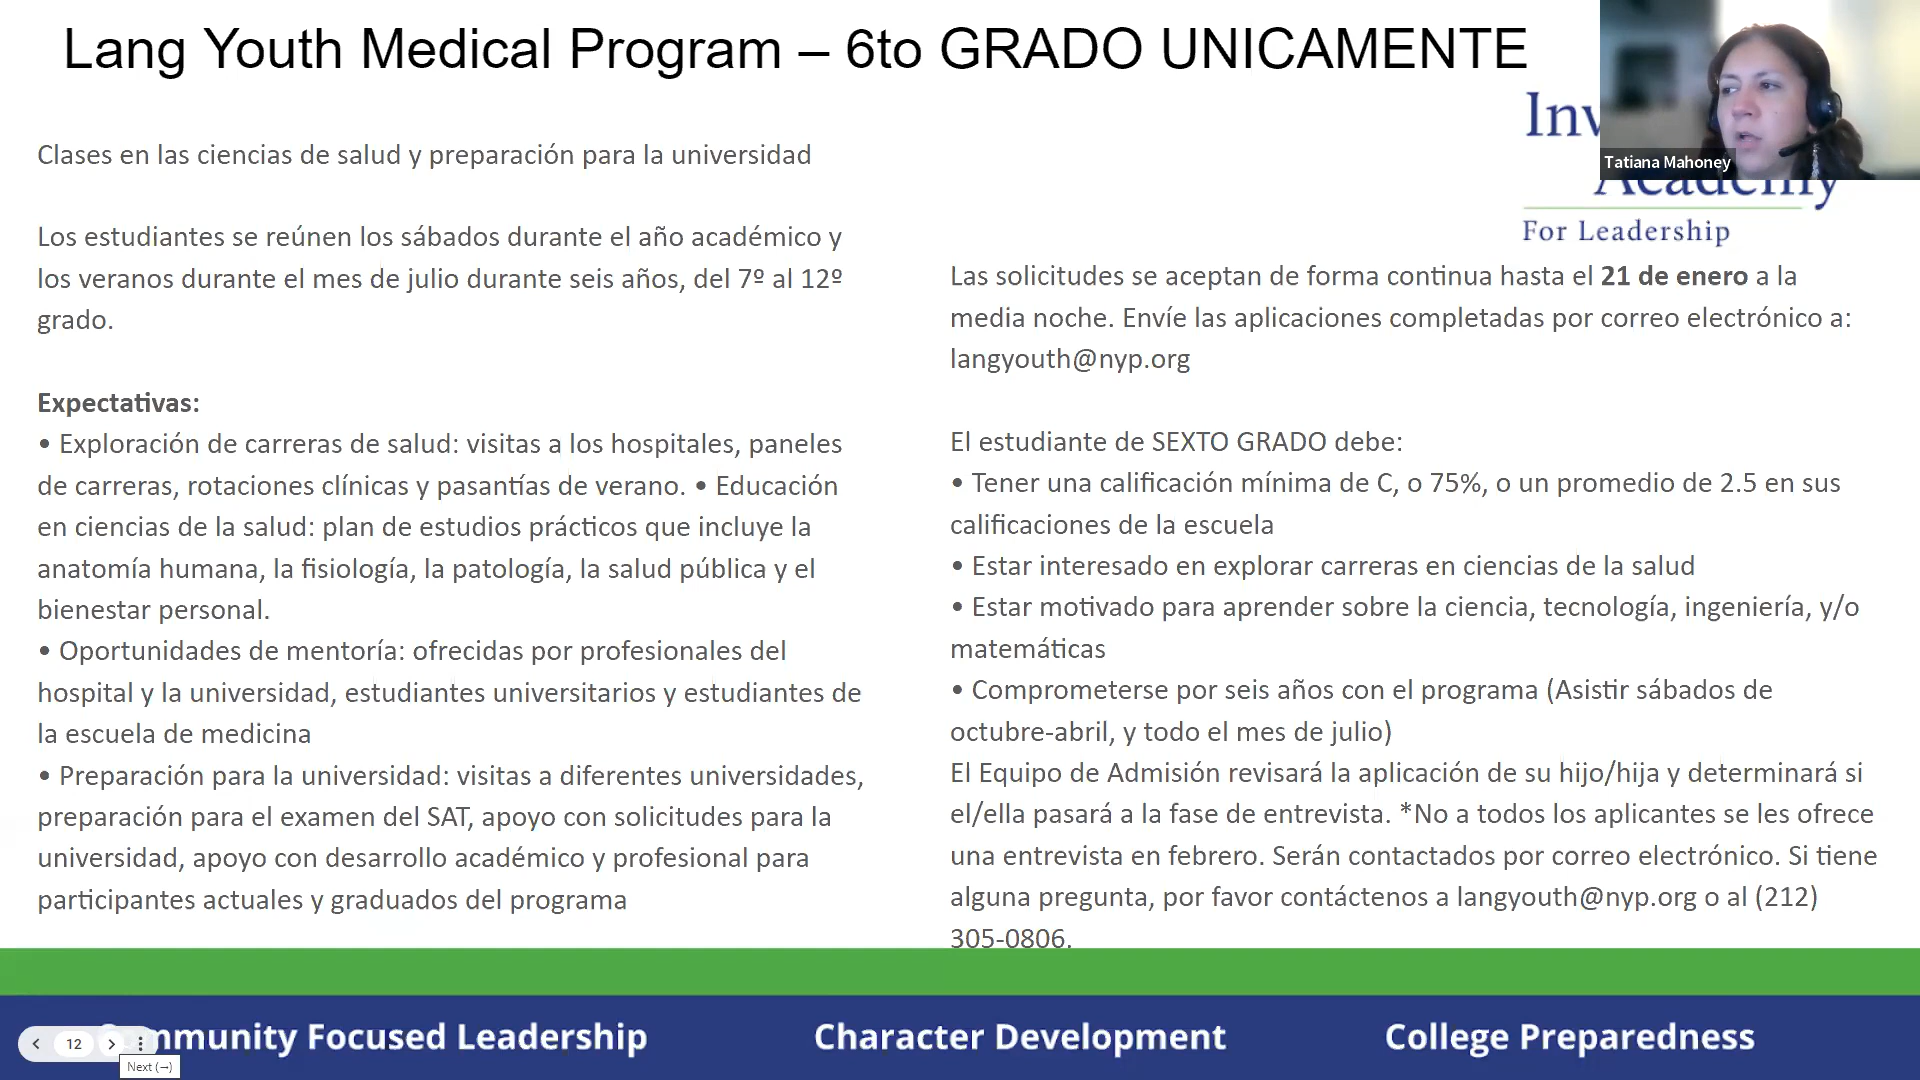 Lang Youth Medical Program – 6to GRADO UNICAMENTE
Tatiana Mahoney
For Leadership
Clases en las ciencias de salud y preparación para la universidad
Los estudiantes se reúnen los sábados durante el año académico y
los veranos durante el mes de julio durante seis años, del 7º al 12º
grado.
Expectativas:
• Exploración de carreras de salud: visitas a los hospitales, paneles
de carreras, rotaciones clínicas y pasantías de verano. • Educación
en ciencias de la salud: plan de estudios prácticos que incluye la
anatomía humana, la fisiología, la patología, la salud pública y el
bienestar personal.
• Oportunidades de mentoría: ofrecidas por profesionales del
hospital y la universidad, estudiantes universitarios y estudiantes de
la escuela de medicina
• Preparación para la universidad: visitas a diferentes universidades,
preparación para el examen del SAT, apoyo con solicitudes para la
universidad, apoyo con desarrollo académico y profesional para
participantes actuales y graduados del programa
Las solicitudes se aceptan de forma continua hasta el 21 de enero a la
media noche. Envíe las aplicaciones completadas por correo electrónico a:
langyouth@nyp.org
El estudiante de SEXTO GRADO debe:
• Tener una calificación mínima de C, o 75%, o un promedio de 2.5 en sus
calificaciones de la escuela
• Estar interesado en explorar carreras en ciencias de la salud
• Estar motivado para aprender sobre la ciencia, tecnología, ingeniería, y/o
matemáticas
• Comprometerse por seis años con el programa (Asistir sábados de
octubre-abril, y todo el mes de julio)
El Equipo de Admisión revisará la aplicación de su hijo/hija y determinará si
el/ella pasará a la fase de entrevista. *No a todos los aplicantes se les ofrece
una entrevista en febrero. Serán contactados por correo electrónico. Si tiene
alguna pregunta, por favor contáctenos a langyouth@nyp.org o al (212)
305-0806.
Focused Leadership
Character Development
College Preparedness
12
Next (→)